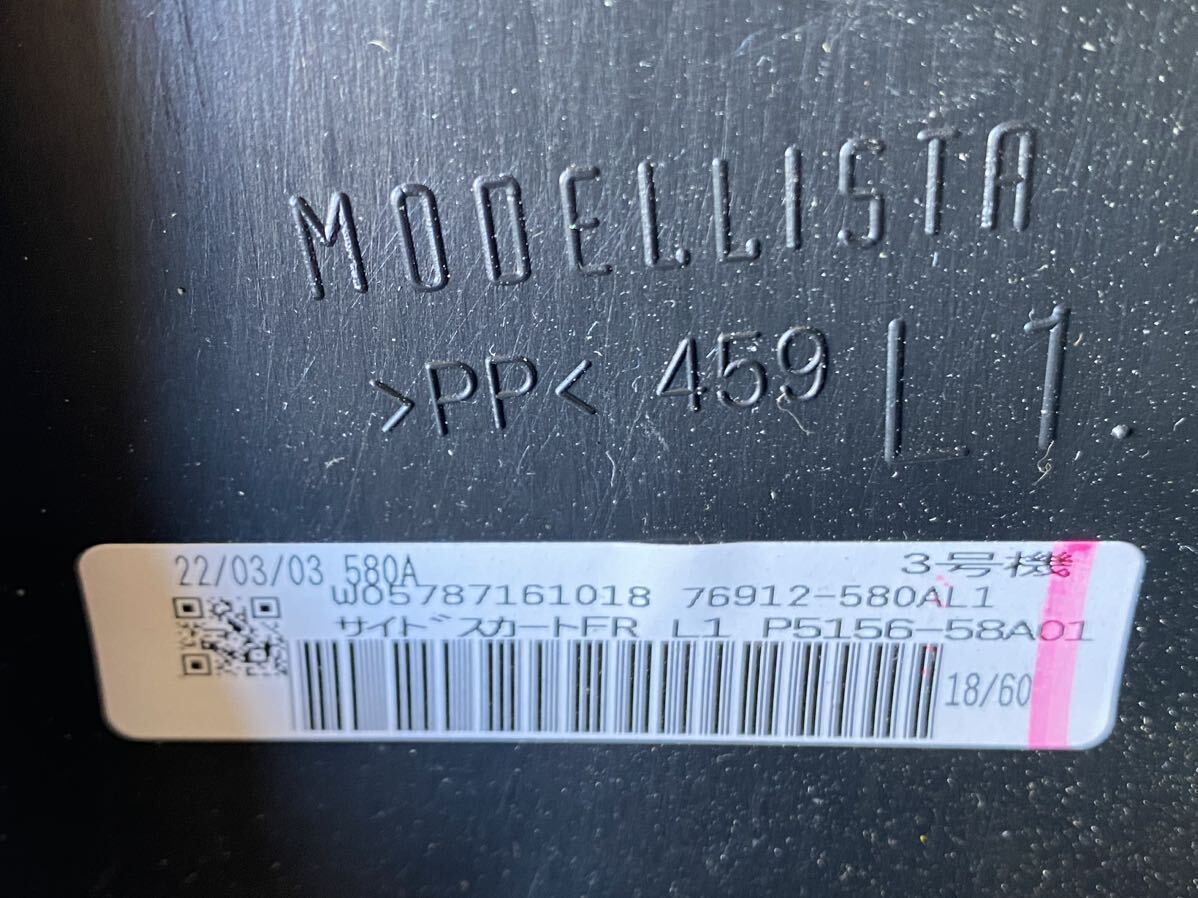 MODELLISTA
>PP< 459 L 1
22/03/03 580A 3号機
W05787161018 76912-580AL1
サイドスカートFR L1 P5156-58A01
18/60